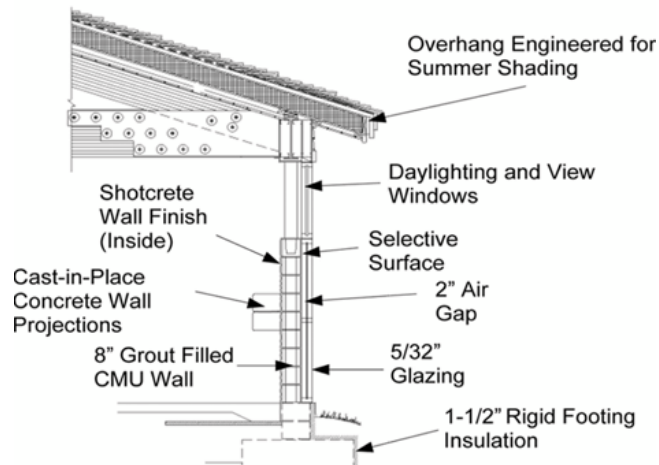 Overhang Engineered for
Summer Shading
Daylighting and View
Windows
Shotcrete
Wall Finish
(Inside)
Selective
Surface
Cast-in-Place
Concrete Wall
Projections
2” Air
Gap
8” Grout Filled
CMU Wall
5/32”
Glazing
1-1/2” Rigid Footing
Insulation